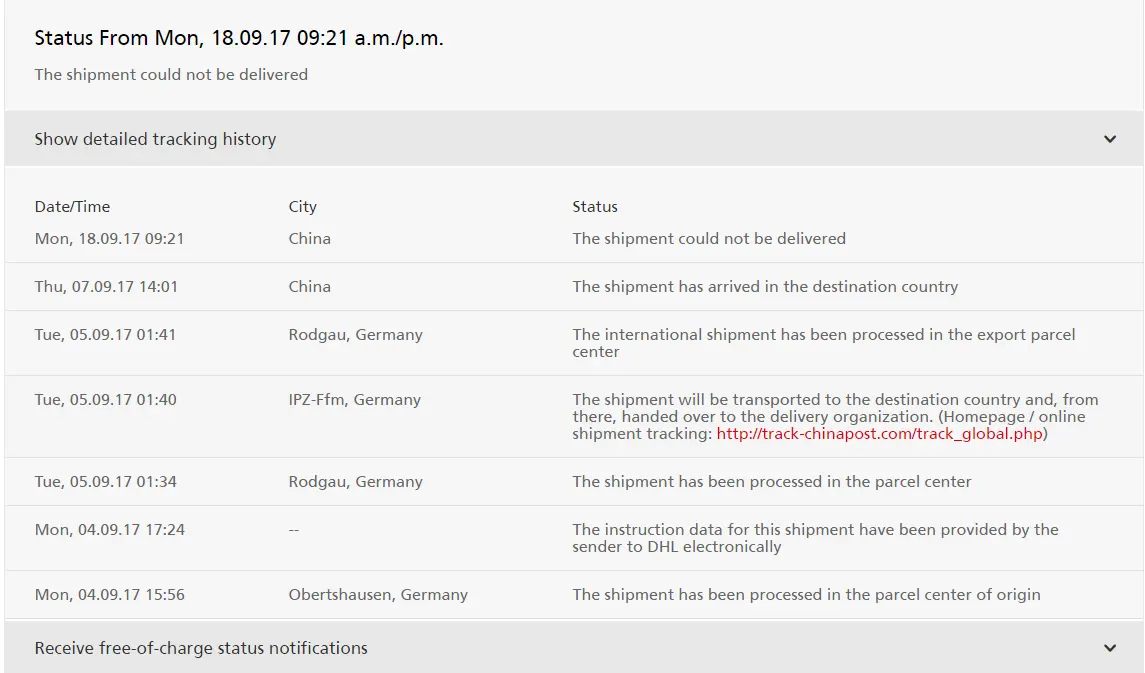 Status From Mon, 18.09.17 09:21 a.m./p.m.
The shipment could not be delivered
Show detailed tracking history
Date/Time City Status
Mon, 18.09.17 09:21 China The shipment could not be delivered
Thu, 07.09.17 14:01 China The shipment has arrived in the destination country
Tue, 05.09.17 01:41 Rodgau, Germany The international shipment has been processed in the export parcel
center
Tue, 05.09.17 01:40 IPZ-Ffm, Germany The shipment will be transported to the destination country and, from
there, handed over to the delivery organization. (Homepage / online
shipment tracking: http://track-chinapost.com/track_global.php)
Tue, 05.09.17 01:34 Rodgau, Germany The shipment has been processed in the parcel center
Mon, 04.09.17 17:24 -- The instruction data for this shipment have been provided by the
sender to DHL electronically
Mon, 04.09.17 15:56 Obertshausen, Germany The shipment has been processed in the parcel center of origin
Receive free-of-charge status notifications